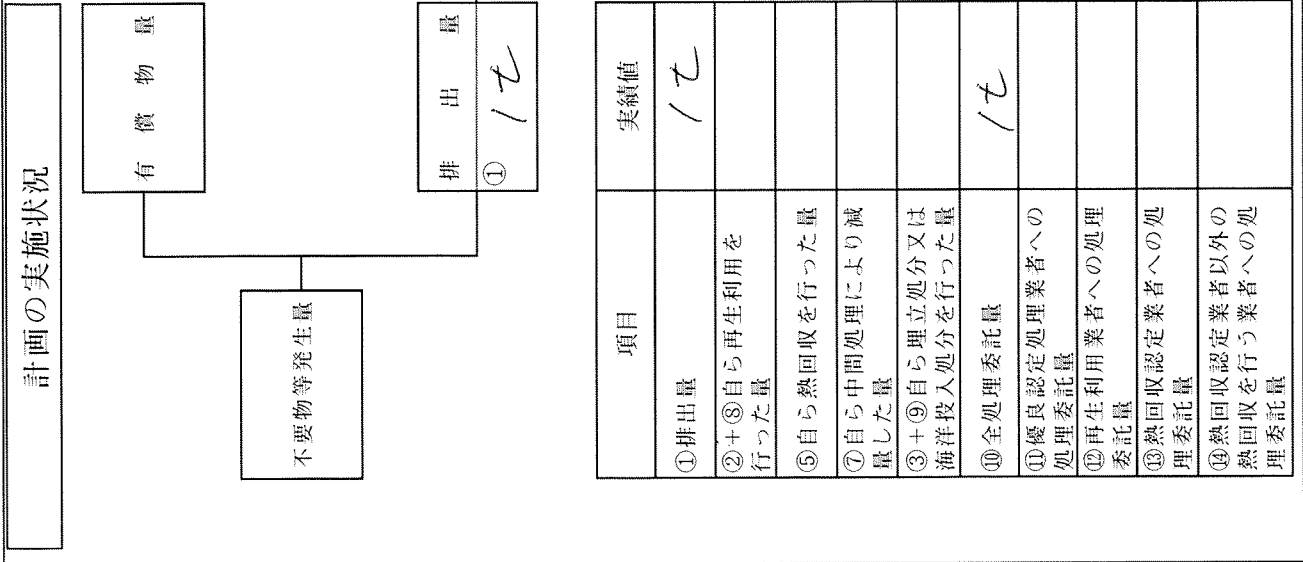 計画の実施状況
有償物量
不要物等発生量
排出量
①
1t
項目
実績値
①排出量
1t
②+⑧自ら再生利用を
行った量
⑤自ら熱回収を行った量
⑦自ら中間処理により減
量した量
③+⑨自ら埋立処分又は
海洋投入処分を行った量
⑩全処理委託量
1t
⑪優良認定処理業者への
処理委託量
⑫再生利用業者への処理
委託量
⑬熱回収認定業者への処
理委託量
⑭熱回収認定業者以外の
熱回収を行う業者への処
理委託量